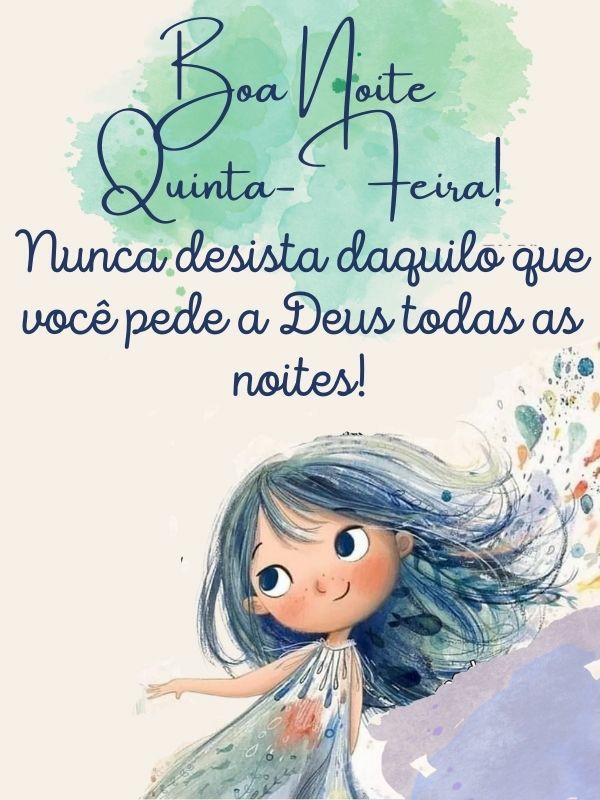 Boa Noite
Quinta- Feira!
Nunca desista daquilo que
você pede a Deus todas as
noites!